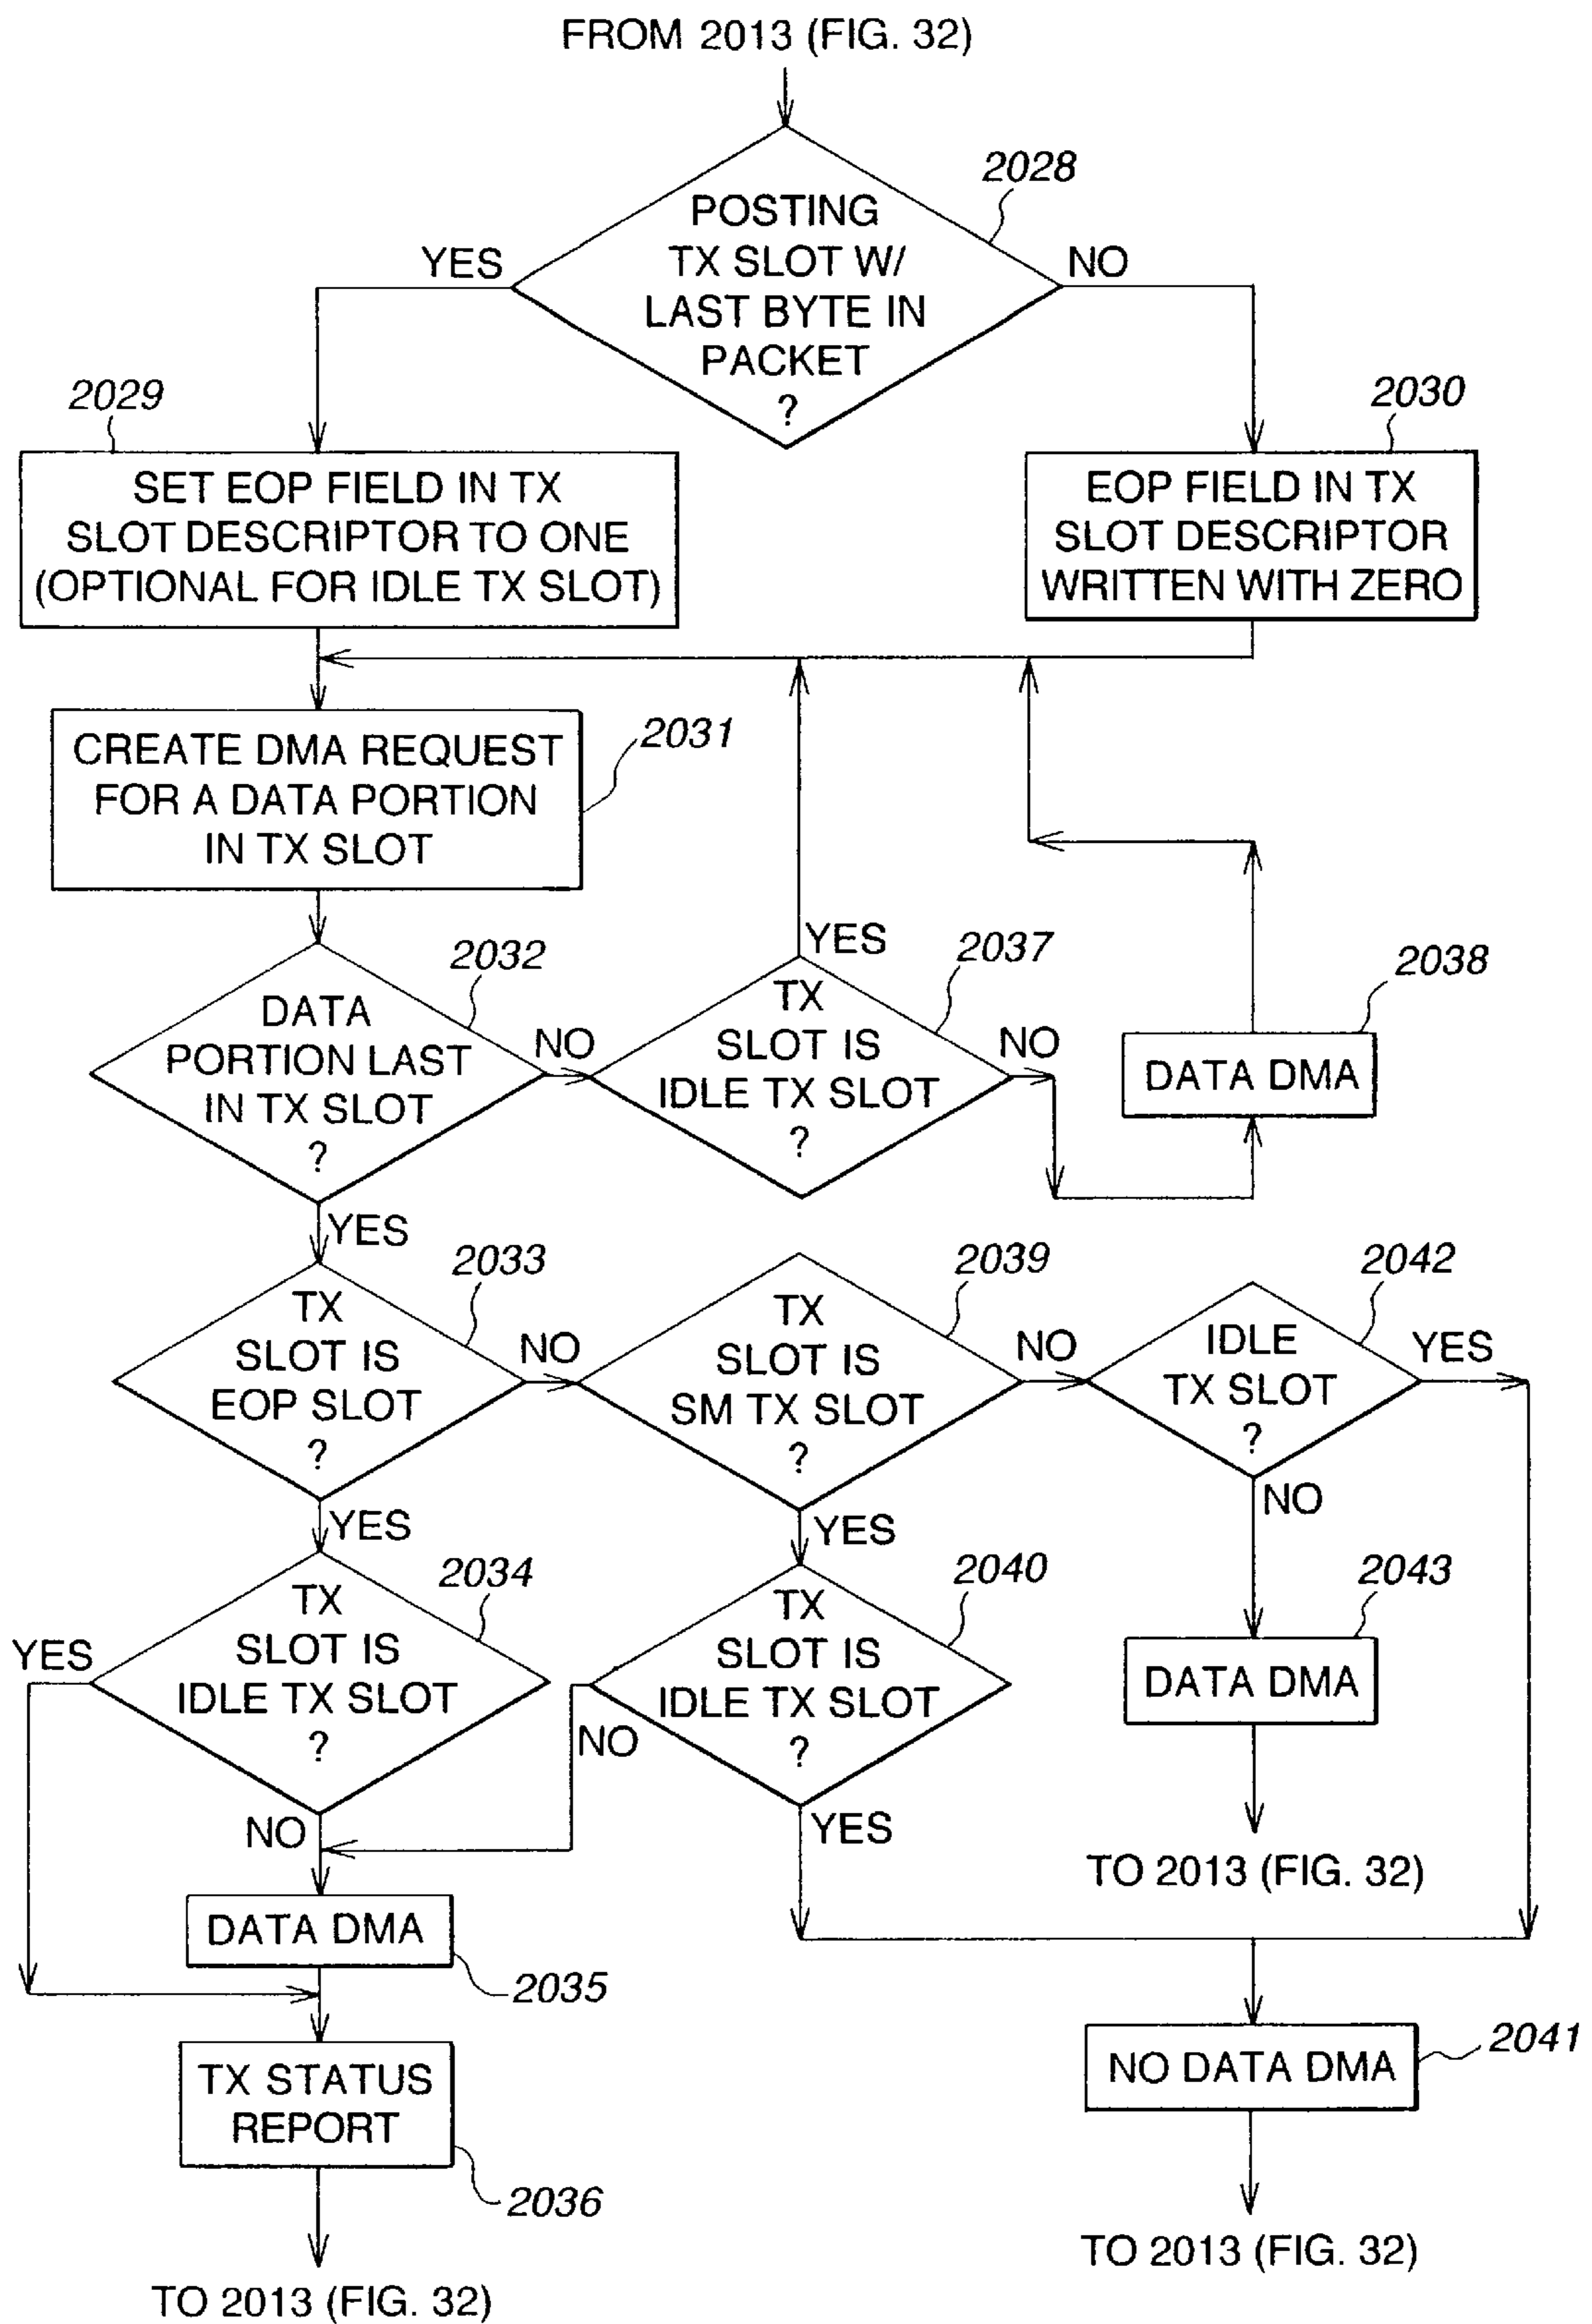 FROM 2013 (FIG. 32)
2028
POSTING
TX SLOT W/
LAST BYTE IN
PACKET
?
YES
NO
2029
SET EOP FIELD IN TX
SLOT DESCRIPTOR TO ONE
(OPTIONAL FOR IDLE TX SLOT)
2030
EOP FIELD IN TX
SLOT DESCRIPTOR
WRITTEN WITH ZERO
2031
CREATE DMA REQUEST
FOR A DATA PORTION
IN TX SLOT
2032
DATA
PORTION LAST
IN TX SLOT
?
NO
YES
2037
TX
SLOT IS
IDLE TX SLOT
?
YES
NO
2038
DATA DMA
2033
TX
SLOT IS
EOP SLOT
?
NO
YES
2039
TX
SLOT IS
SM TX SLOT
?
NO
YES
2042
IDLE
TX SLOT
?
YES
NO
2034
TX
SLOT IS
IDLE TX SLOT
?
YES
NO
2040
TX
SLOT IS
IDLE TX SLOT
?
NO
YES
2043
DATA DMA
TO 2013 (FIG. 32)
DATA DMA
2035
TX STATUS
REPORT
2036
TO 2013 (FIG. 32)
NO DATA DMA
2041
TO 2013 (FIG. 32)